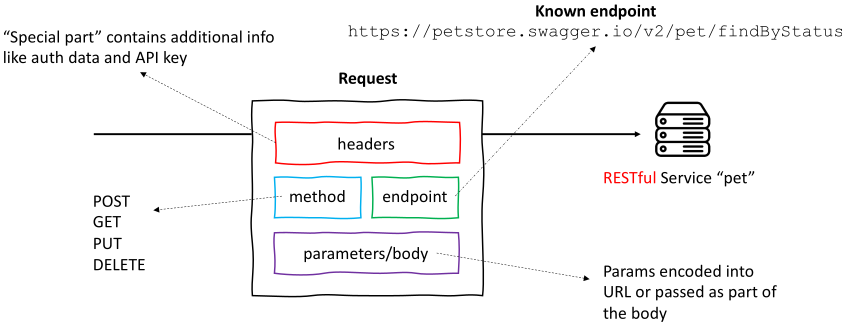 Known endpoint
https://petstore.swagger.io/v2/pet/findByStatus
“Special part” contains additional info
like auth data and API key
Request
headers
method
endpoint
parameters/body
RESTful Service “pet”
POST
GET
PUT
DELETE
Params encoded into
URL or passed as part of
the body